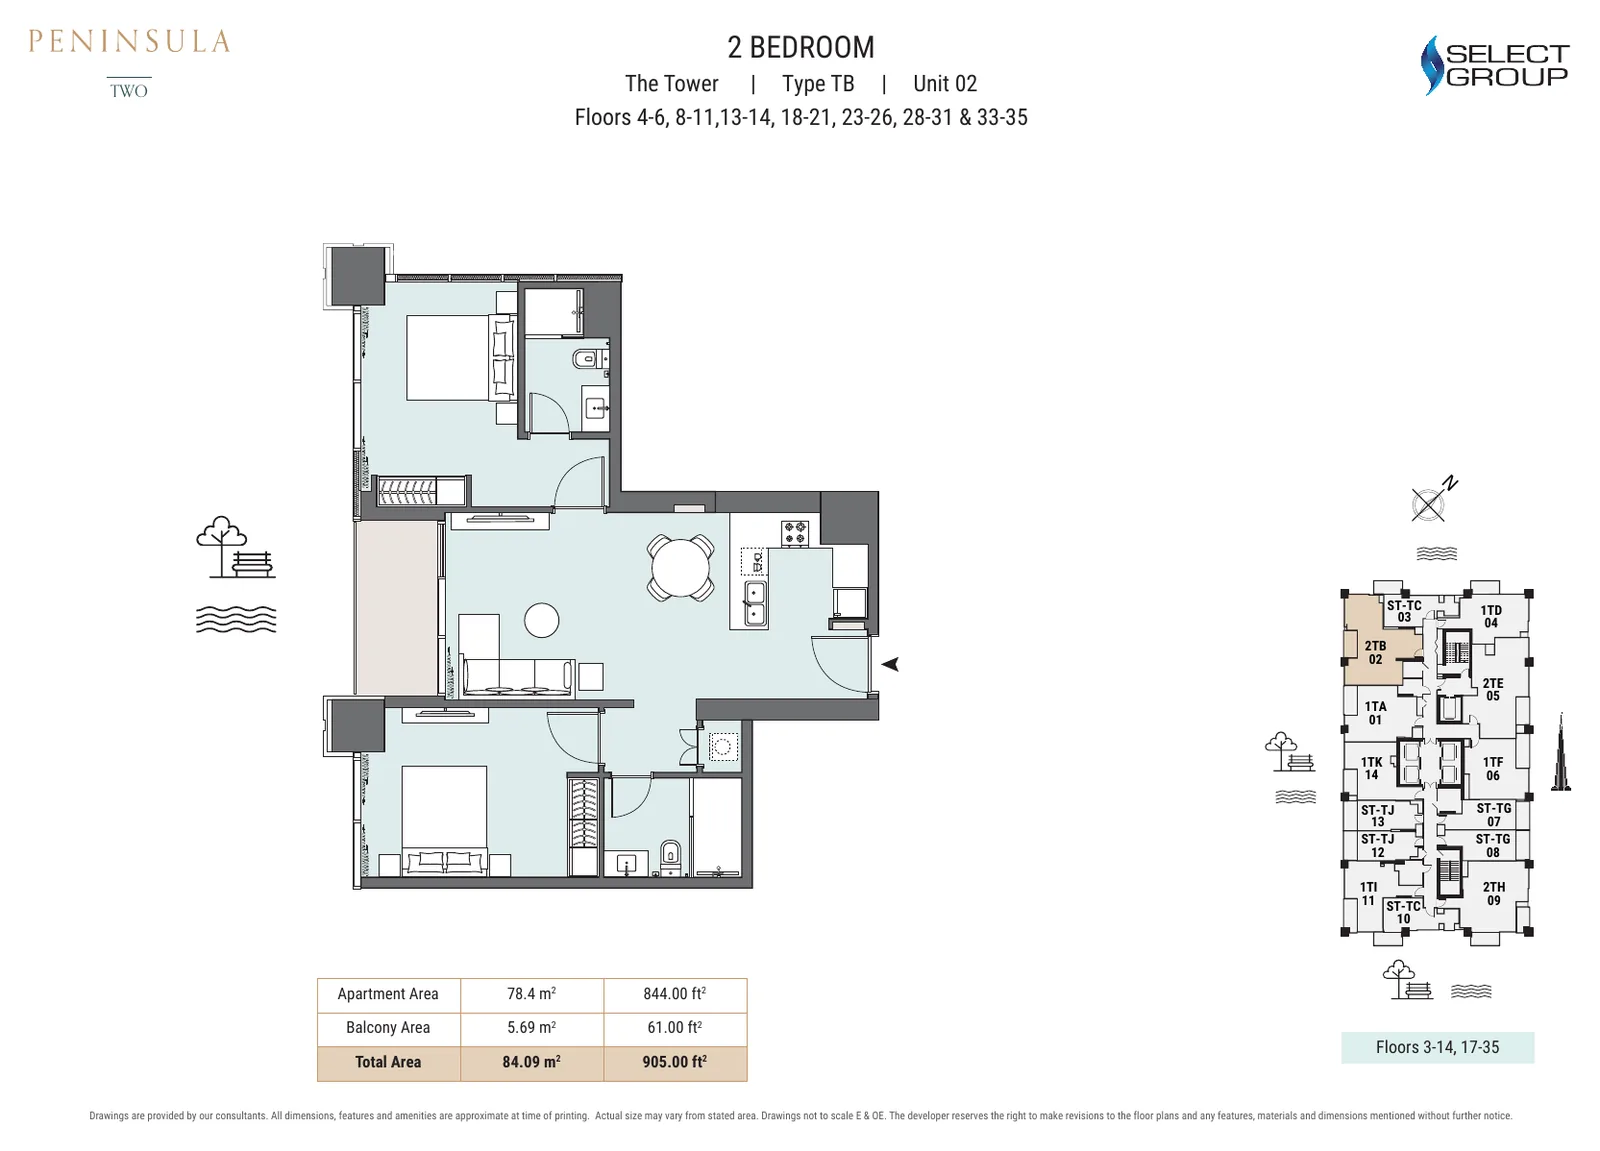 PENINSULA
TWO
2 BEDROOM
The Tower | Type TB | Unit 02
Floors 4-6, 8-11,13-14, 18-21, 23-26, 28-31 & 33-35
SELECT
GROUP
N
ST-TC
03
1TD
04
2TB
02
2TE
05
1TA
01
1TK
14
1TF
06
ST-TJ
13
ST-TG
07
ST-TJ
12
ST-TG
08
1TI
11
2TH
09
ST-TC
10
Floors 3-14, 17-35
Apartment Area 78.4 m² 844.00 ft²
Balcony Area 5.69 m² 61.00 ft²
Total Area 84.09 m² 905.00 ft²
Drawings are provided by our consultants. All dimensions, features and amenities are approximate at time of printing. Actual size may vary from stated area. Drawings not to scale E & OE. The developer reserves the right to make revisions to the floor plans and any features, materials and dimensions mentioned without further notice.